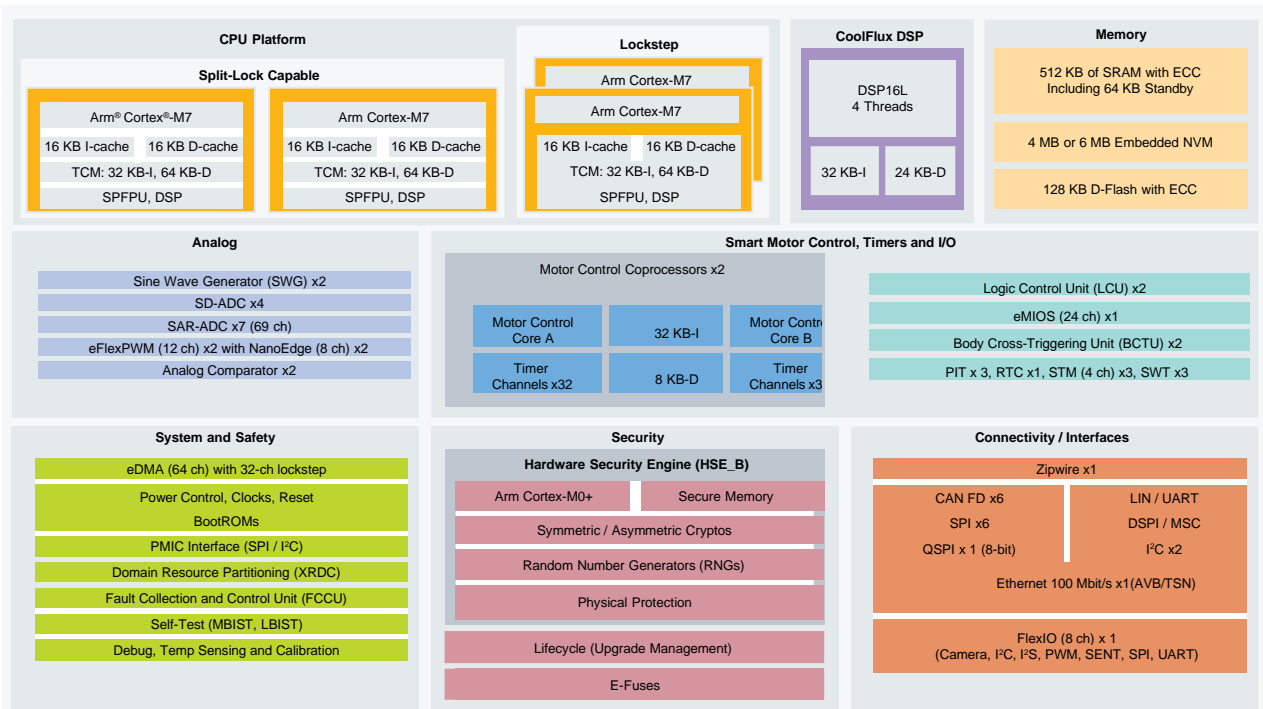 CPU Platform
Split-Lock Capable
Arm® Cortex®-M7
16 KB I-cache
16 KB D-cache
TCM: 32 KB-I, 64 KB-D
SPFPU, DSP
Arm Cortex-M7
16 KB I-cache
16 KB D-cache
TCM: 32 KB-I, 64 KB-D
SPFPU, DSP
Lockstep
Arm Cortex-M7
Arm Cortex-M7
16 KB I-cache
16 KB D-cache
TCM: 32 KB-I, 64 KB-D
SPFPU, DSP
CoolFlux DSP
DSP16L
4 Threads
32 KB-I
24 KB-D
Memory
512 KB of SRAM with ECC
Including 64 KB Standby
4 MB or 6 MB Embedded NVM
128 KB D-Flash with ECC
Analog
Sine Wave Generator (SWG) x2
SD-ADC x4
SAR-ADC x7 (69 ch)
eFlexPWM (12 ch) x2 with NanoEdge (8 ch) x2
Analog Comparator x2
Smart Motor Control, Timers and I/O
Motor Control Coprocessors x2
Motor Control
Core A
32 KB-I
Motor Contr
Core B
Timer
Channels x32
8 KB-D
Timer
Channels x3
Logic Control Unit (LCU) x2
eMIOS (24 ch) x1
Body Cross-Triggering Unit (BCTU) x2
PIT x 3, RTC x1, STM (4 ch) x3, SWT x3
System and Safety
eDMA (64 ch) with 32-ch lockstep
Power Control, Clocks, Reset
BootROMs
PMIC Interface (SPI / I²C)
Domain Resource Partitioning (XRDC)
Fault Collection and Control Unit (FCCU)
Self-Test (MBIST, LBIST)
Debug, Temp Sensing and Calibration
Security
Hardware Security Engine (HSE_B)
Arm Cortex-M0+
Secure Memory
Symmetric / Asymmetric Cryptos
Random Number Generators (RNGs)
Physical Protection
Lifecycle (Upgrade Management)
E-Fuses
Connectivity / Interfaces
Zipwire x1
CAN FD x6
SPI x6
QSPI x 1 (8-bit)
LIN / UART
DSPI / MSC
I²C x2
Ethernet 100 Mbit/s x1(AVB/TSN)
FlexIO (8 ch) x 1
(Camera, I²C, I²S, PWM, SENT, SPI, UART)